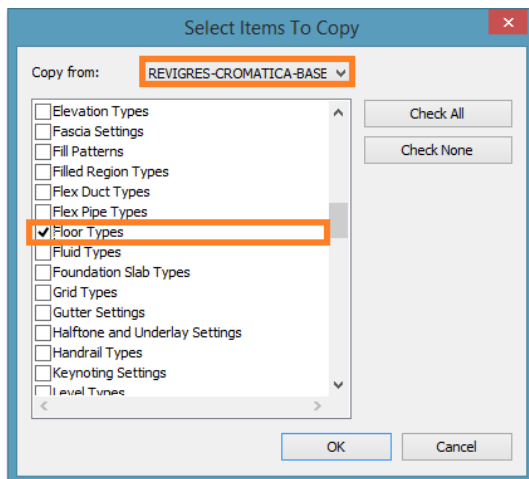 Select Items To Copy
Copy from: REVIGRES-CROMATICA-BASE
Elevation Types
Fascia Settings
Fill Patterns
Filled Region Types
Flex Duct Types
Flex Pipe Types
Floor Types
Fluid Types
Foundation Slab Types
Grid Types
Gutter Settings
Halftone and Underlay Settings
Handrail Types
Keynoting Settings
Level Types
Check All
Check None
OK
Cancel